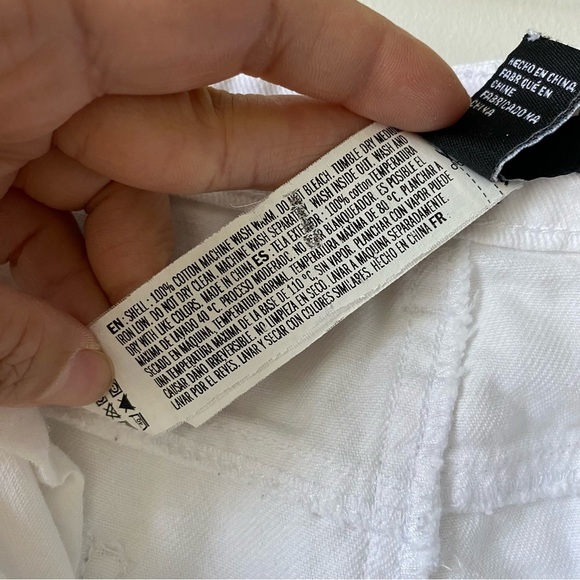 EN: SHELL : 100% COTTON MACHINE WASH WARM, DO NOT BLEACH, TUMBLE DRY MEDIUM
IRON LOW. DO NOT DRY CLEAN. MACHINE WASH SEPARATELY. WASH INSIDE OUT. WASH AND
DRY WITH LIKE COLORS. MADE IN CHINA ES : TELA EXTERIOR : 100% cotton TEMPERATURA
MÁXIMA DE LAVADO 40 °C PROCESO MODERADO. NO BLANQUEADOR. ES POSIBLE EL
SECADO EN MÁQUINA, TEMPERATURA NORMAL, TEMPERATURA MÁXIMA DE 80 °C. PLANCHAR A
UNA TEMPERATURA MÁXIMA DE LA BASE DE 110 °C, SIN VAPOR. PLANCHAR CON VAPOR PUEDE
CAUSAR DAÑO IRREVERSIBLE. NO LIMPIEZA EN SECO. LAVAR A MÁQUINA SEPARADAMENTE.
LAVAR POR EL REVÉS. LAVAR Y SECAR CON COLORES SIMILARES. HECHO EN CHINA FR :
HECHO EN CHINA
FABRIQUÉ EN
CHINE
FABRICADO NA
CHINA